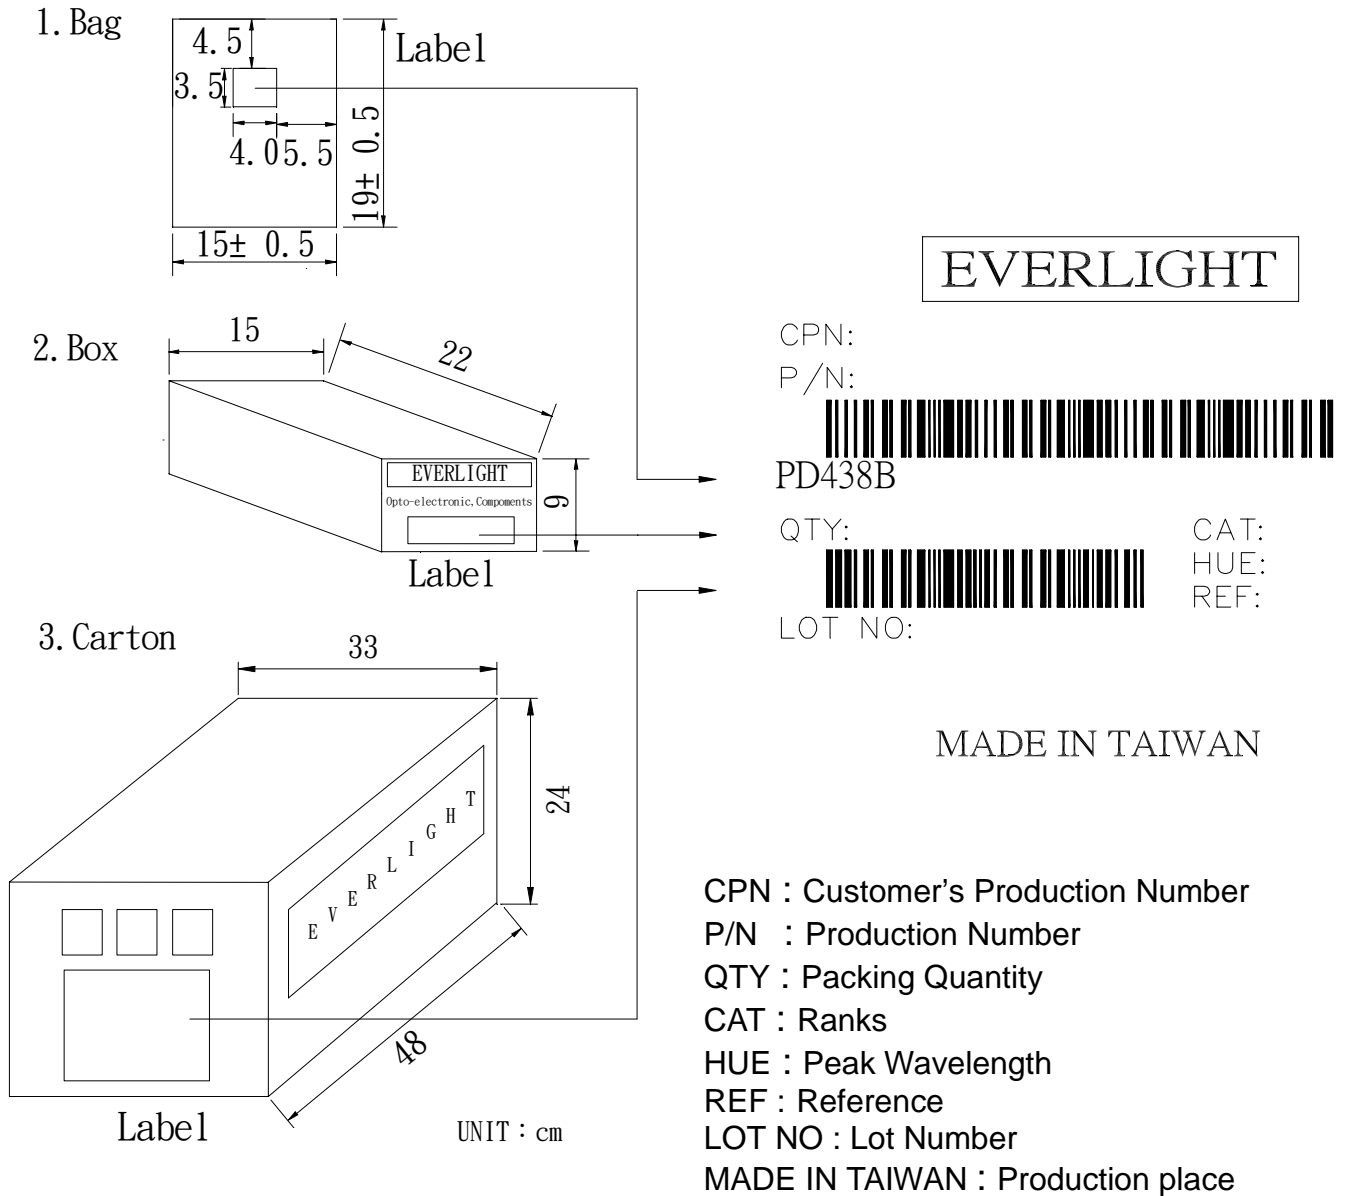 1. Bag
4.5
Label
3.5
4.0
5.5
19± 0.5
15± 0.5
2. Box
15
22
EVERLIGHT
Opto-electronic, Compoments
9
Label
3. Carton
33
24
EVERLIGHT
48
Label
UNIT：cm
EVERLIGHT
CPN:
P/N:
PD438B
QTY:
CAT:
HUE:
REF:
LOT NO:
MADE IN TAIWAN
CPN：Customer's Production Number
P/N ：Production Number
QTY：Packing Quantity
CAT：Ranks
HUE：Peak Wavelength
REF : Reference
LOT NO : Lot Number
MADE IN TAIWAN：Production place